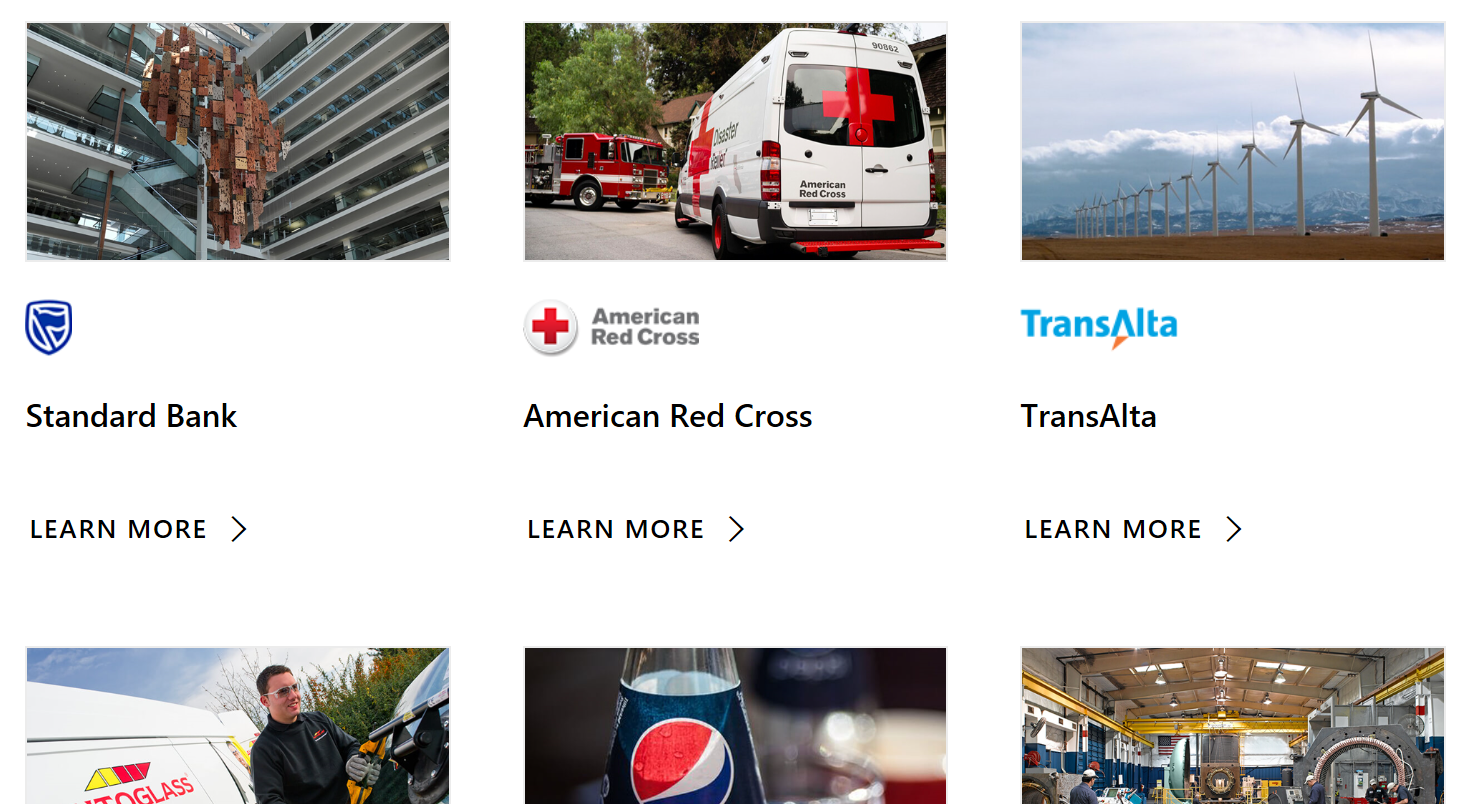 90862
Disaster
Relief
American
Red Cross
American
Red Cross
TransAlta
Standard Bank
American Red Cross
TransAlta
LEARN MORE
LEARN MORE
LEARN MORE
TOGLASS